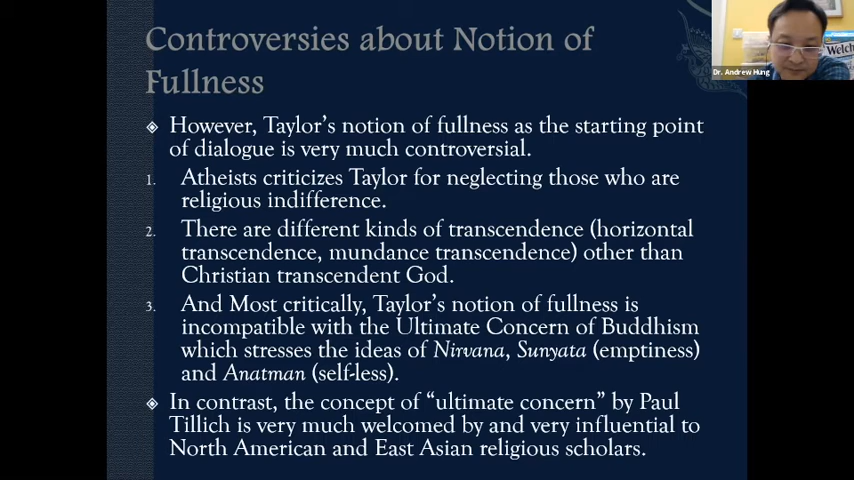 Controversies about Notion of
Fullness
However, Taylor's notion of fullness as the starting point
of dialogue is very much controversial.
1. Atheists criticizes Taylor for neglecting those who are
religious indifference.
2. There are different kinds of transcendence (horizontal
transcendence, mundance transcendence) other than
Christian transcendent God.
3. And Most critically, Taylor's notion of fullness is
incompatible with the Ultimate Concern of Buddhism
which stresses the ideas of Nirvana, Sunyata (emptiness)
and Anatman (self-less).
In contrast, the concept of “ultimate concern” by Paul
Tillich is very much welcomed by and very influential to
North American and East Asian religious scholars.
Dr. Andrew Hung
Welch